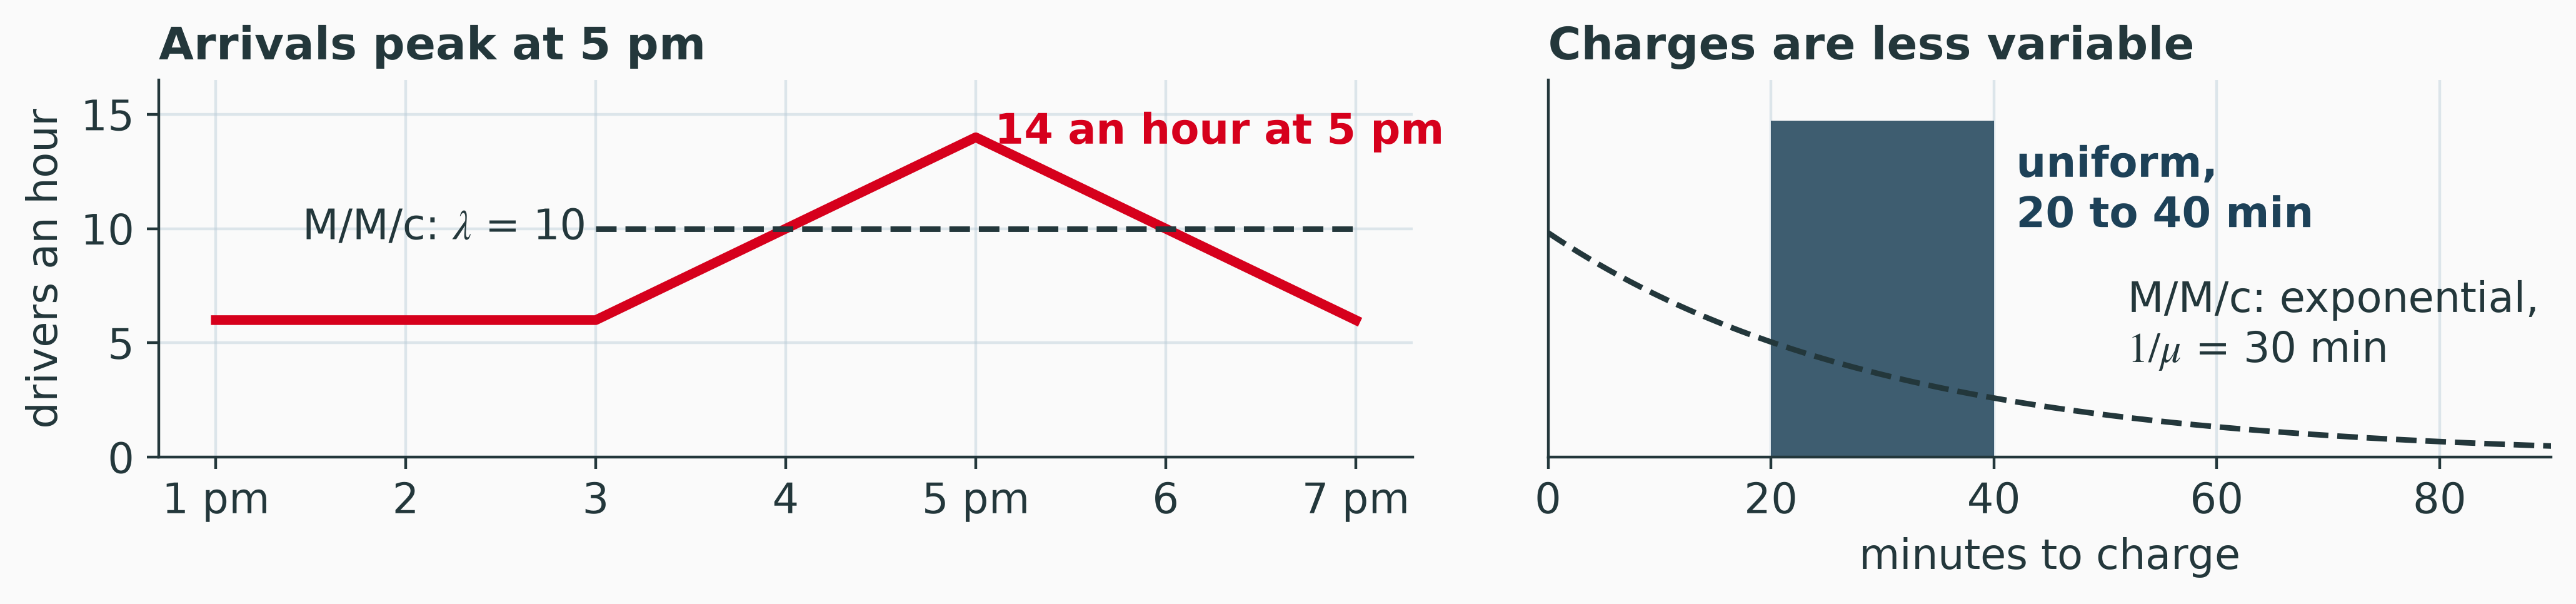 Arrivals peak at 5 pm
drivers an hour
15
10
5
0
14 an hour at 5 pm
M/M/c: λ = 10
1 pm
2
3
4
5 pm
6
7 pm
Charges are less variable
uniform,
20 to 40 min
M/M/c: exponential,
1/μ = 30 min
0
20
40
60
80
minutes to charge